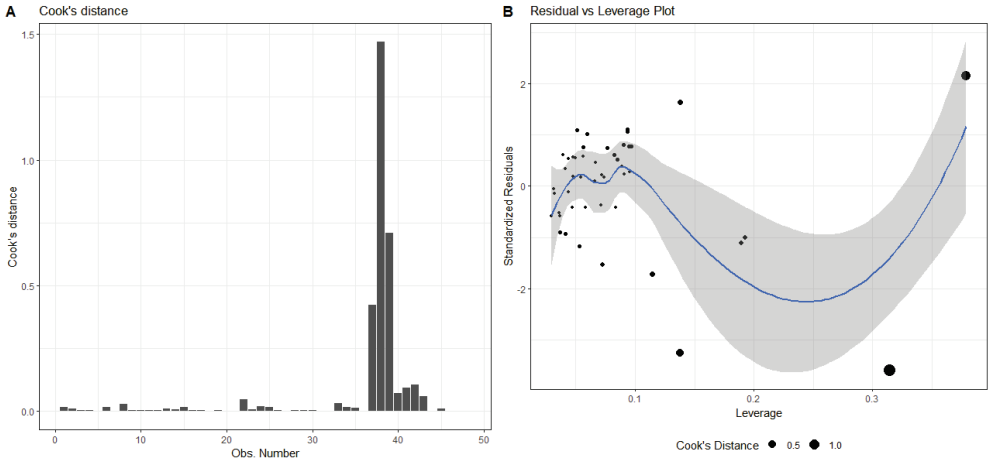 A
Cook's distance
Cook's distance
1.5
1.0
0.5
0.0
0
10
20
30
40
50
Obs. Number
B
Residual vs Leverage Plot
Standardized Residuals
2
0
-2
0.1
0.2
0.3
Leverage
Cook's Distance 0.5 1.0